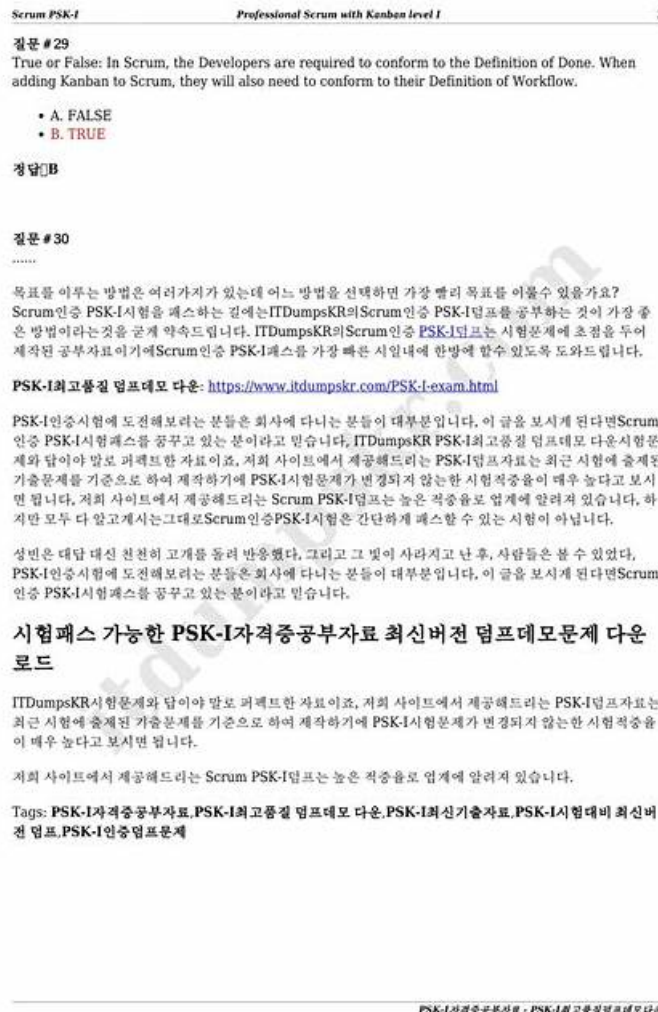 Scrum PSK-I
Professional Scrum with Kanban level I
질문 # 29
True or False: In Scrum, the Developers are required to conform to the Definition of Done. When
adding Kanban to Scrum, they will also need to conform to their Definition of Workflow.
• A. FALSE
• B. TRUE
정답▯B
질문 # 30
......
목표를 이루는 방법은 여러가지가 있는데 어느 방법을 선택하면 가장 빨리 목표를 이룰수 있을가요?
Scrum인증 PSK-I시험을 패스하는 길에는ITDumpsKR의Scrum인증 PSK-I덤프를 공부하는 것이 가장 좋
은 방법이라는것을 굳게 약속드립니다. ITDumpsKR의Scrum인증 PSK-I덤프는 시험문제에 초점을 두어
제작된 공부자료이기에Scrum인증 PSK-I패스를 가장 빠른 시일내에 한방에 할수 있도록 도와드립니다.
PSK-I최고품질 덤프데모 다운: https://www.itdumpskr.com/PSK-I-exam.html
PSK-I인증시험에 도전해보려는 분들은 회사에 다니는 분들이 대부분입니다, 이 글을 보시게 된다면Scrum
인증 PSK-I시험패스를 꿈꾸고 있는 분이라고 믿습니다, ITDumpsKR PSK-I최고품질 덤프데모 다운시험문
제와 답이야 말로 퍼펙트한 자료이죠, 저희 사이트에서 제공해드리는 PSK-I덤프자료는 최근 시험에 출제된
기출문제를 기준으로 하여 제작하기에 PSK-I시험문제가 변경되지 않는한 시험적중율이 매우 높다고 보시
면 됩니다, 저희 사이트에서 제공해드리는 Scrum PSK-I덤프는 높은 적중율로 업계에 알려져 있습니다, 하
지만 모두 다 알고계시는그대로Scrum인증PSK-I시험은 간단하게 패스할 수 있는 시험이 아닙니다.
성빈은 대답 대신 천천히 고개를 돌려 반응했다, 그리고 그 빛이 사라지고 난 후, 사람들은 볼 수 있었다,
PSK-I인증시험에 도전해보려는 분들은 회사에 다니는 분들이 대부분입니다, 이 글을 보시게 된다면Scrum
인증 PSK-I시험패스를 꿈꾸고 있는 분이라고 믿습니다.
시험패스 가능한 PSK-I자격증공부자료 최신버전 덤프데모문제 다운
로드
ITDumpsKR시험문제와 답이야 말로 퍼펙트한 자료이죠, 저희 사이트에서 제공해드리는 PSK-I덤프자료는
최근 시험에 출제된 기출문제를 기준으로 하여 제작하기에 PSK-I시험문제가 변경되지 않는한 시험적중율
이 매우 높다고 보시면 됩니다.
저희 사이트에서 제공해드리는 Scrum PSK-I덤프는 높은 적중율로 업계에 알려져 있습니다.
Tags: PSK-I자격증공부자료,PSK-I최고품질 덤프데모 다운,PSK-I최신기출자료,PSK-I시험대비 최신버
전 덤프,PSK-I인증덤프문제
itdumpskr.com
PSK-I자격증공부자료 - PSK-I최고품질덤프데모다운